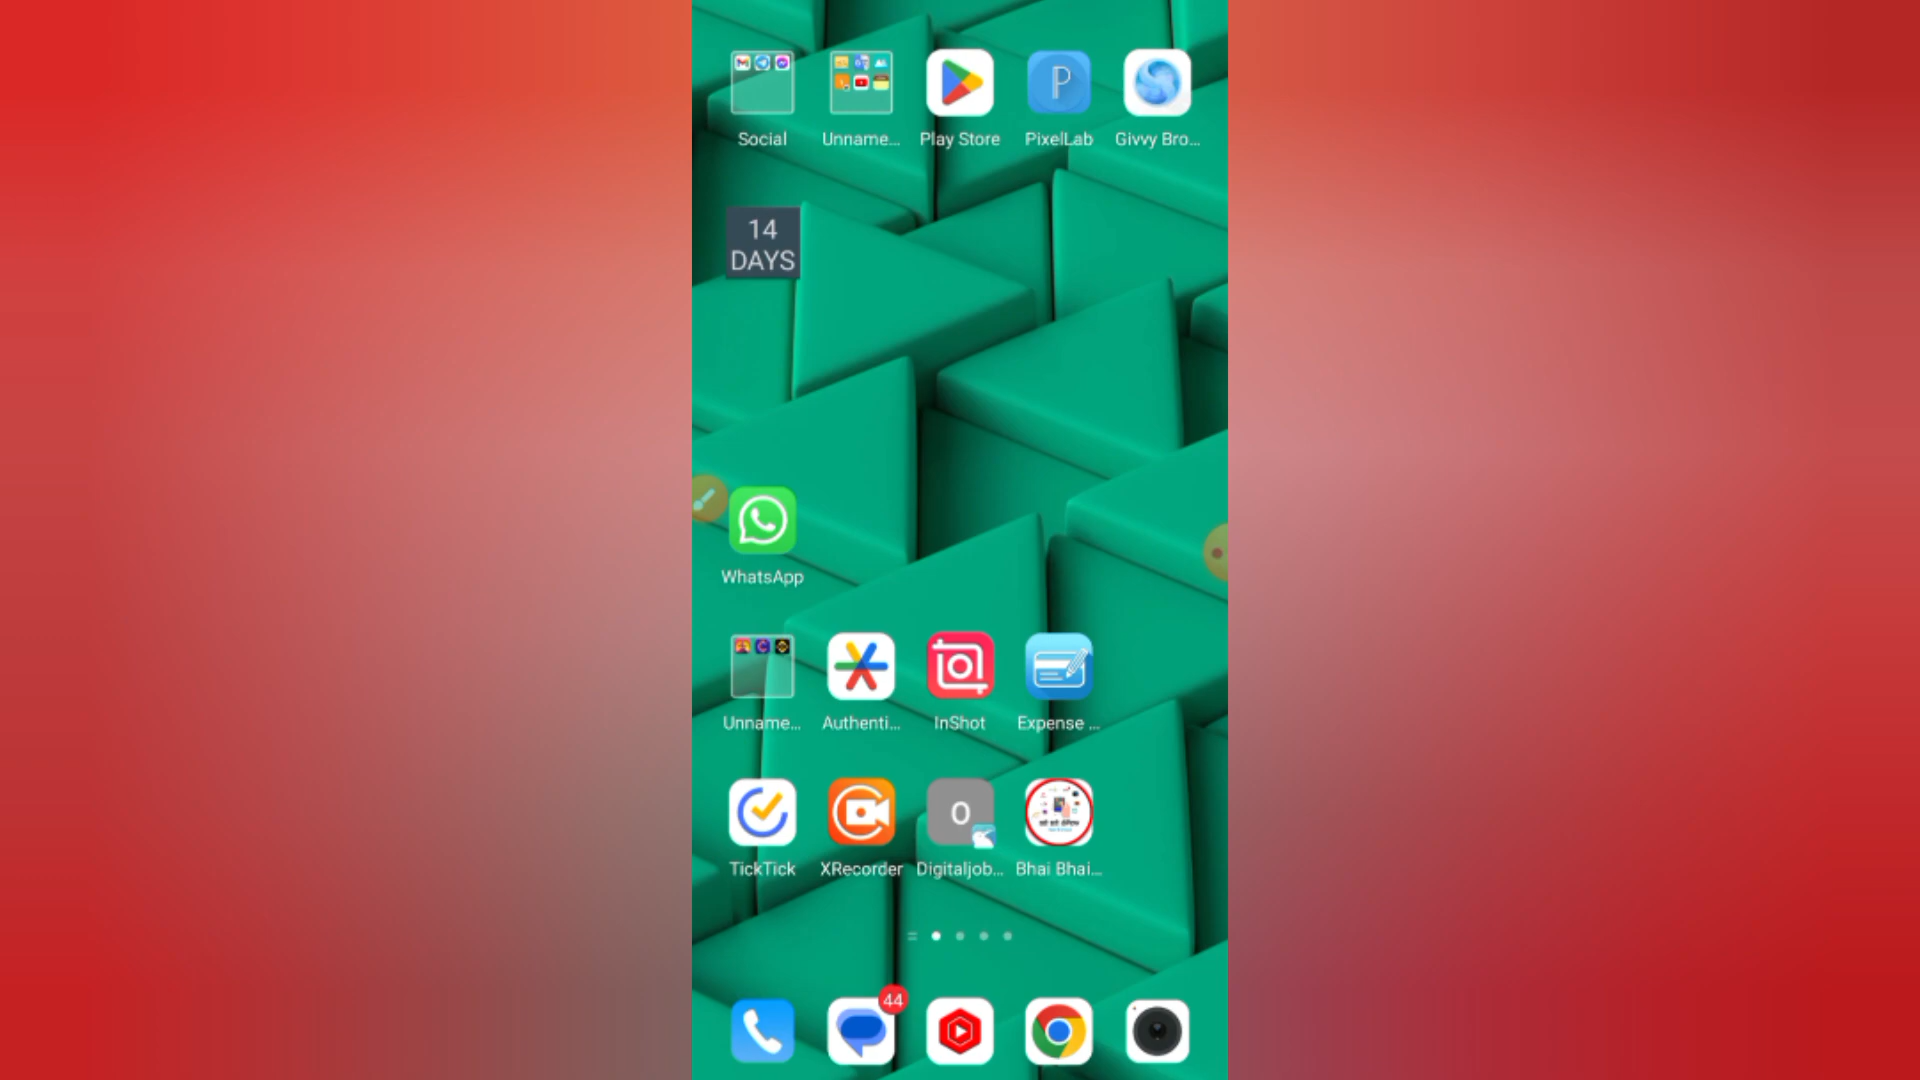 Social
Unname...
Play Store
PixelLab
Givvy Bro...
14
DAYS
WhatsApp
Unname...
Authenti...
InShot
Expense ...
TickTick
XRecorder
O
Digitaljob...
Bhai Bhai...
44